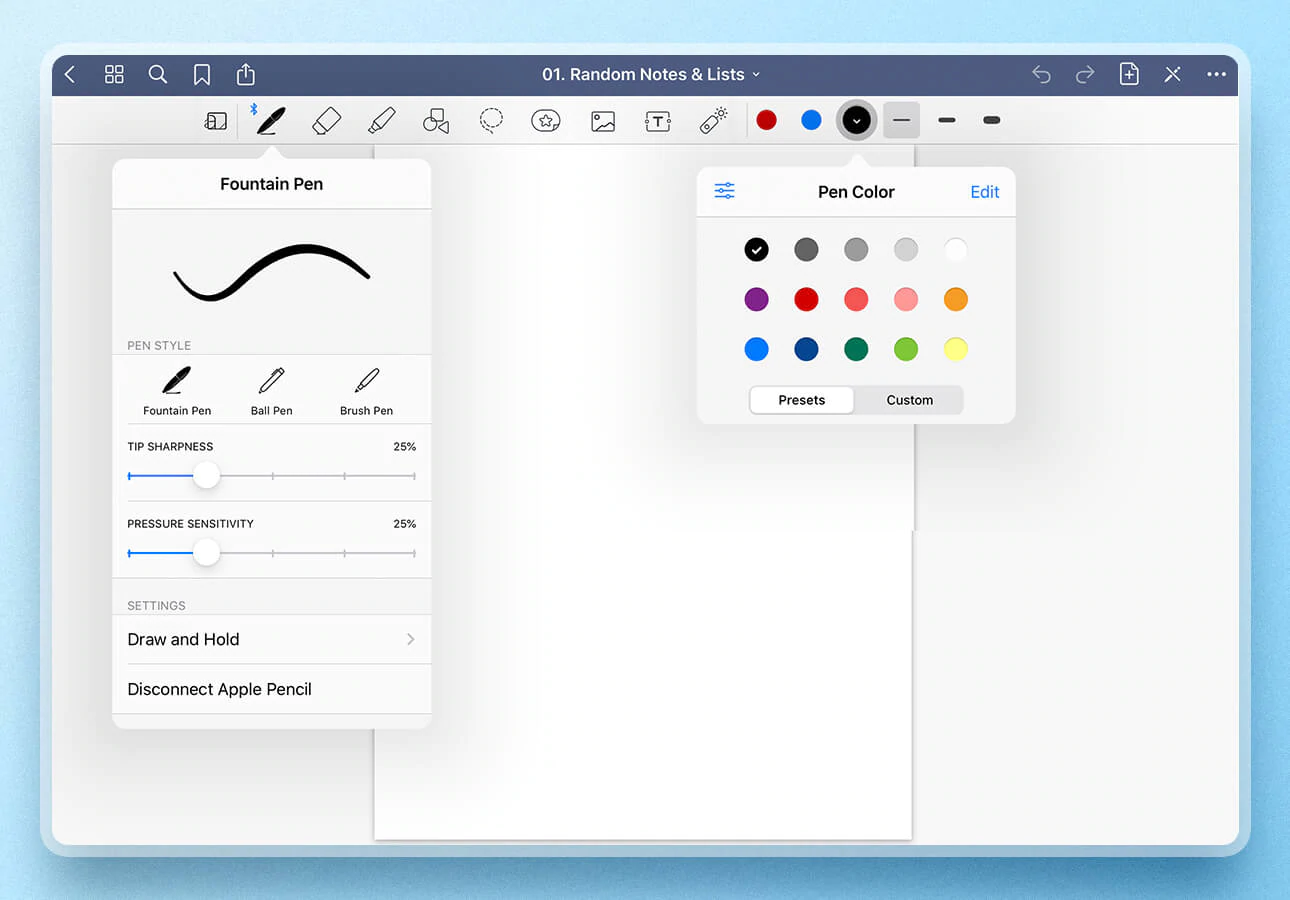 01. Random Notes & Lists
T
Fountain Pen
PEN STYLE
Fountain Pen Ball Pen Brush Pen
TIP SHARPNESS 25%
PRESSURE SENSITIVITY 25%
SETTINGS
Draw and Hold
Disconnect Apple Pencil
Pen Color Edit
Presets Custom